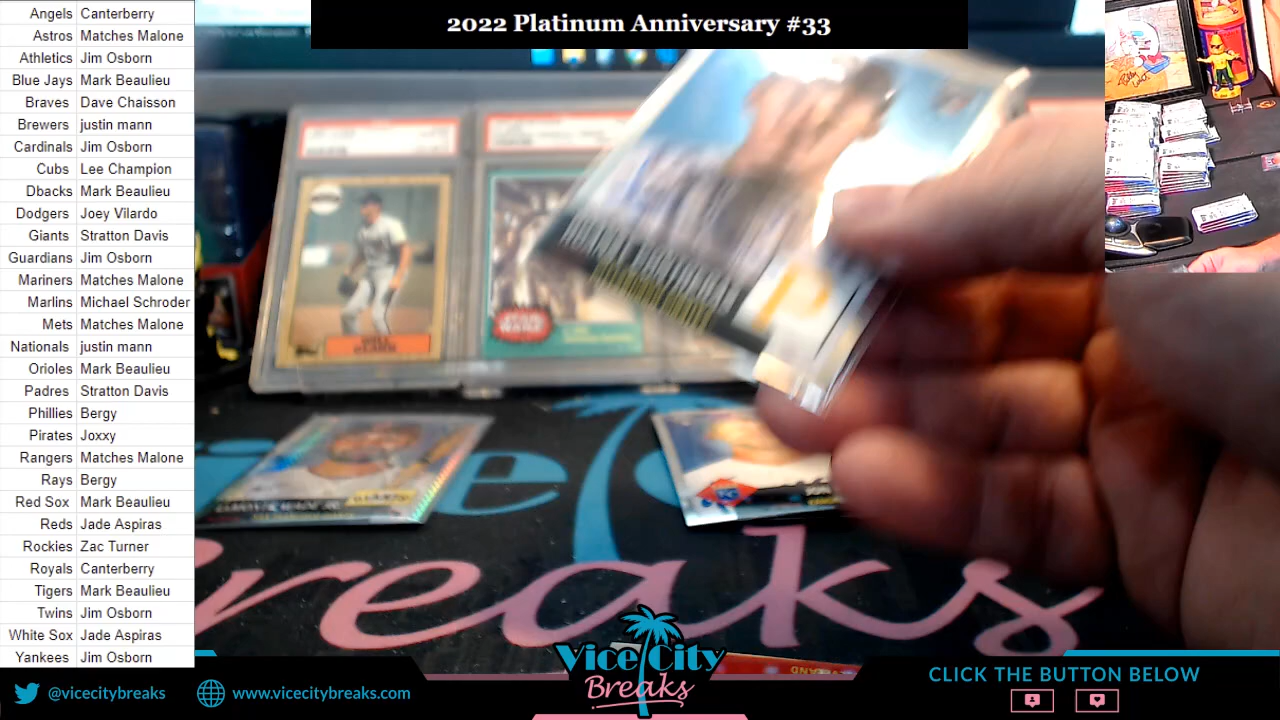 2022 Platinum Anniversary #33
Angels Canterberry
Astros Matches Malone
Athletics Jim Osborn
Blue Jays Mark Beaulieu
Braves Dave Chaisson
Brewers justin mann
Cardinals Jim Osborn
Cubs Lee Champion
Dbacks Mark Beaulieu
Dodgers Joey Vilardo
Giants Stratton Davis
Guardians Jim Osborn
Mariners Matches Malone
Marlins Michael Schroder
Mets Matches Malone
Nationals justin mann
Orioles Mark Beaulieu
Padres Stratton Davis
Phillies Bergy
Pirates Joxxy
Rangers Matches Malone
Rays Bergy
Red Sox Mark Beaulieu
Reds Jade Aspiras
Rockies Zac Turner
Royals Canterberry
Tigers Mark Beaulieu
Twins Jim Osborn
White Sox Jade Aspiras
Yankees Jim Osborn
STAR
WARS
WILL
CLARK
Breaks
Vice City
Breaks
@vicecitybreaks
www.vicecitybreaks.com
CLICK THE BUTTON BELOW